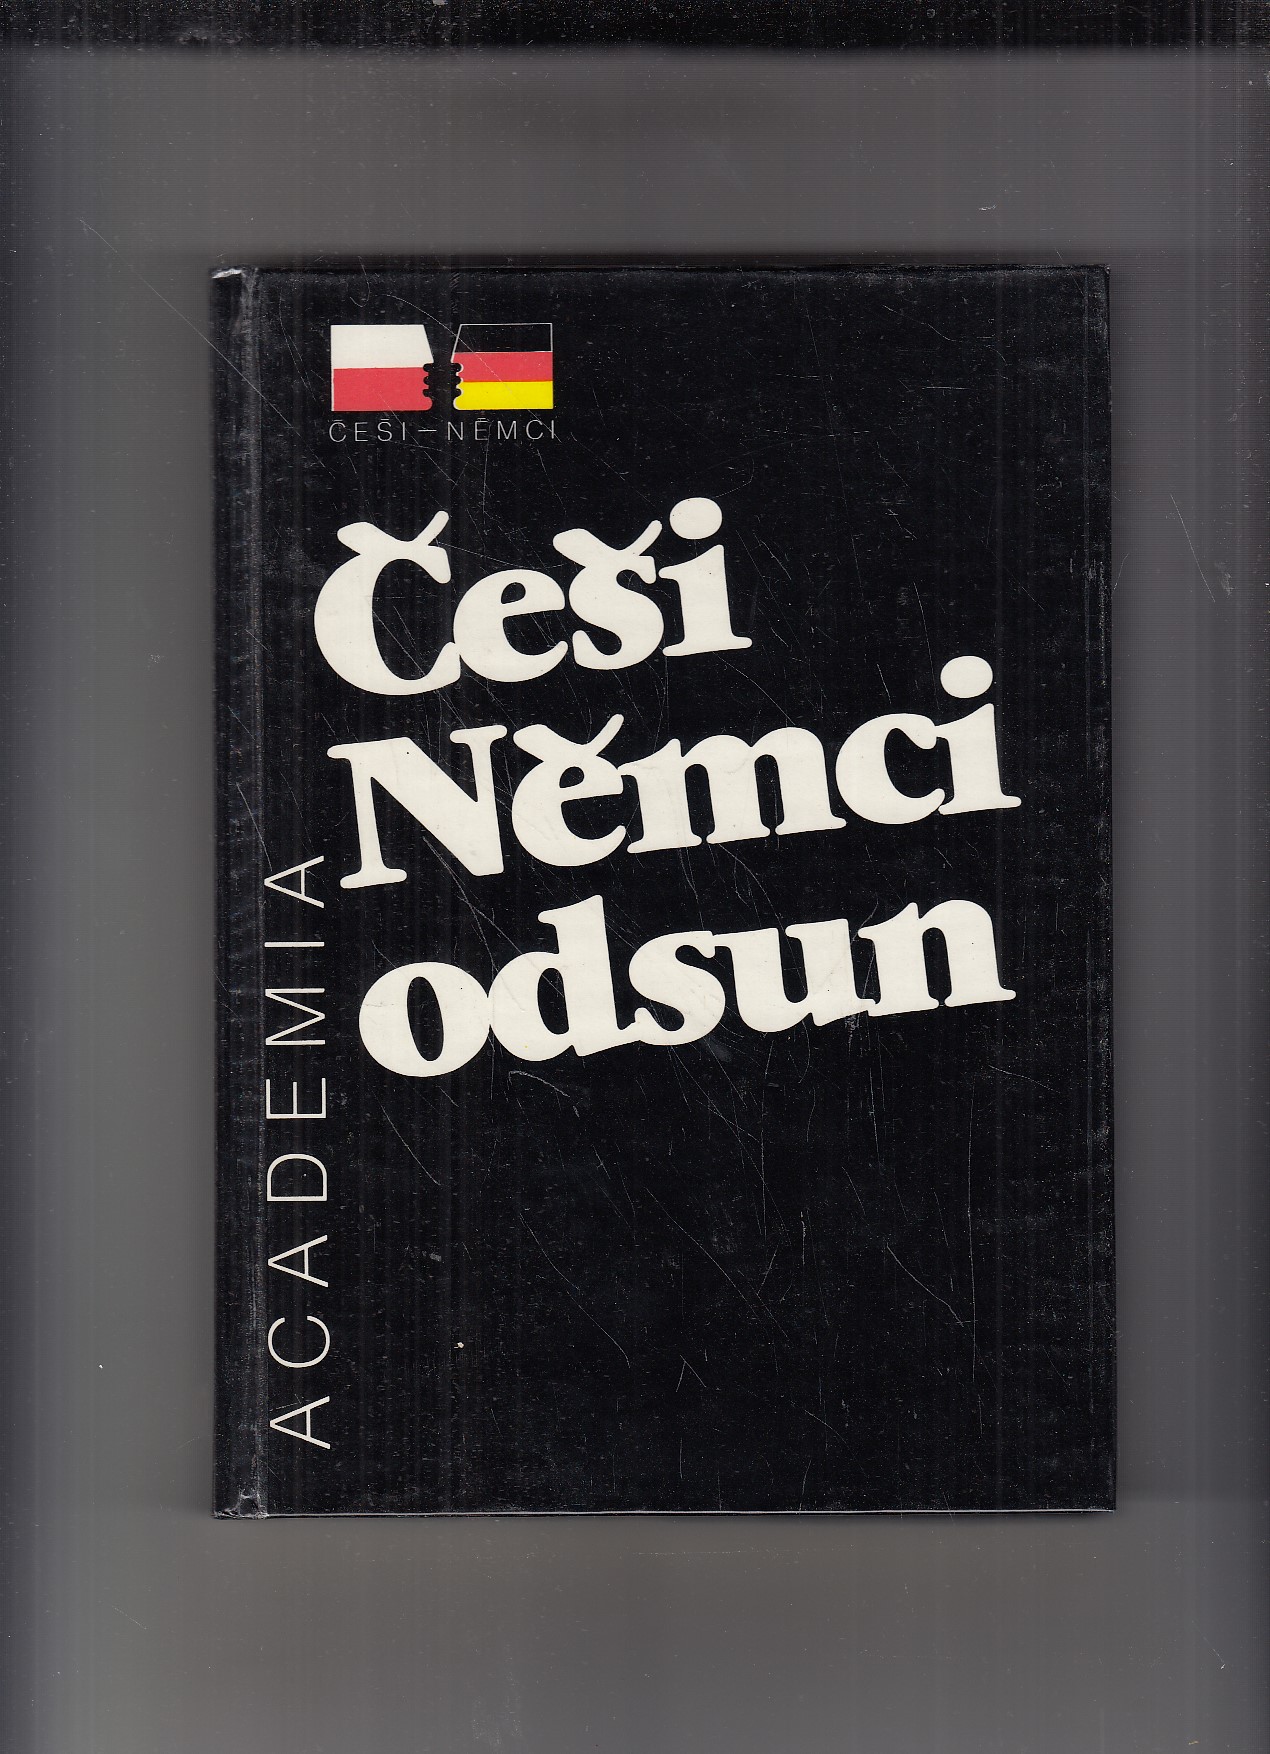 ČEŠI – NĚMCI
Češi
Němci
odsun
ACADEMIA